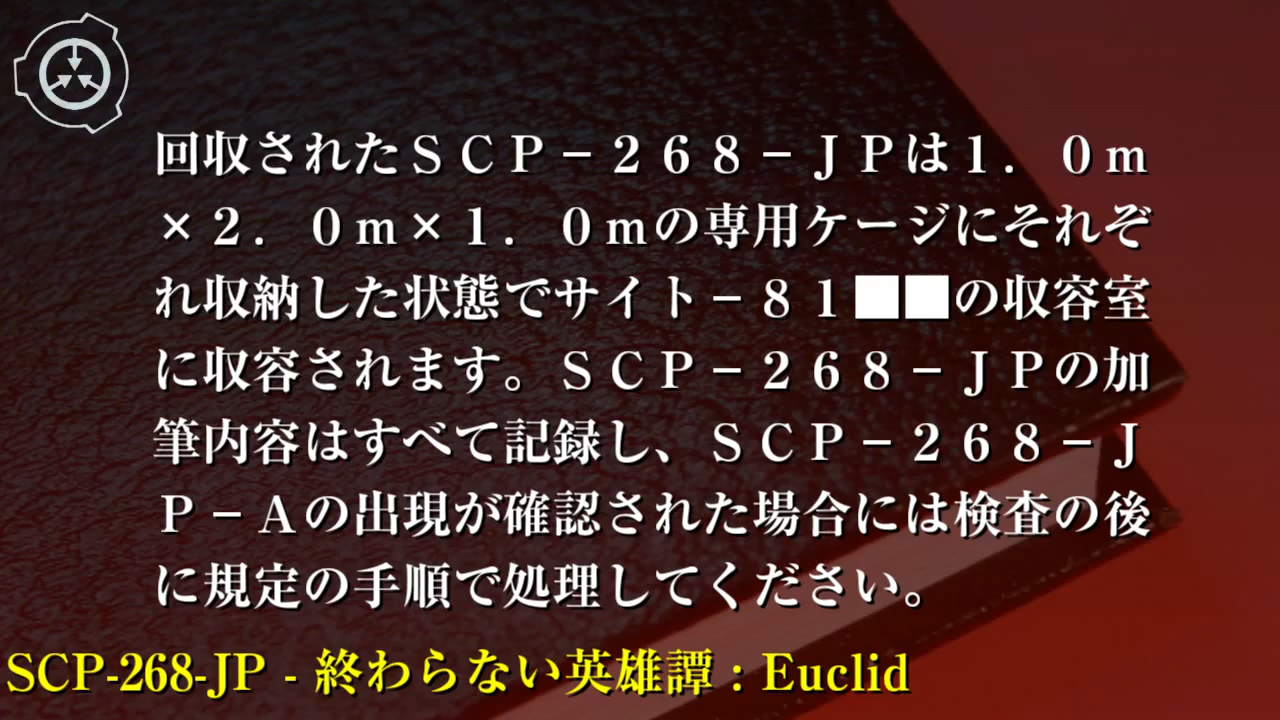 回収されたＳＣＰ－２６８－ＪＰは１．０ｍ
×２．０ｍ×１．０ｍの専用ケージにそれぞ
れ収納した状態でサイト－８１■■の収容室
に収容されます。ＳＣＰ－２６８－ＪＰの加
筆内容はすべて記録し、ＳＣＰ－２６８－Ｊ
Ｐ－Ａの出現が確認された場合には検査の後
に規定の手順で処理してください。
SCP-268-JP - 終わらない英雄譚：Euclid